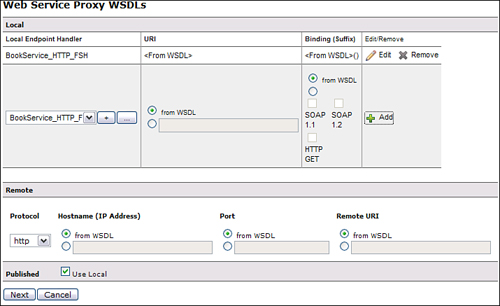 Web Service Proxy WSDLs
Local
Local Endpoint Handler URI Binding (Suffix) Edit/Remove
BookService_HTTP_FSH <From WSDL> <From WSDL>() Edit Remove
from WSDL
BookService_HTTP_F + ... from WSDL Add
SOAP 1.1 SOAP 1.2
HTTP GET
Remote
Protocol Hostname (IP Address) Port Remote URI
http from WSDL from WSDL from WSDL
Published Use Local
Next Cancel